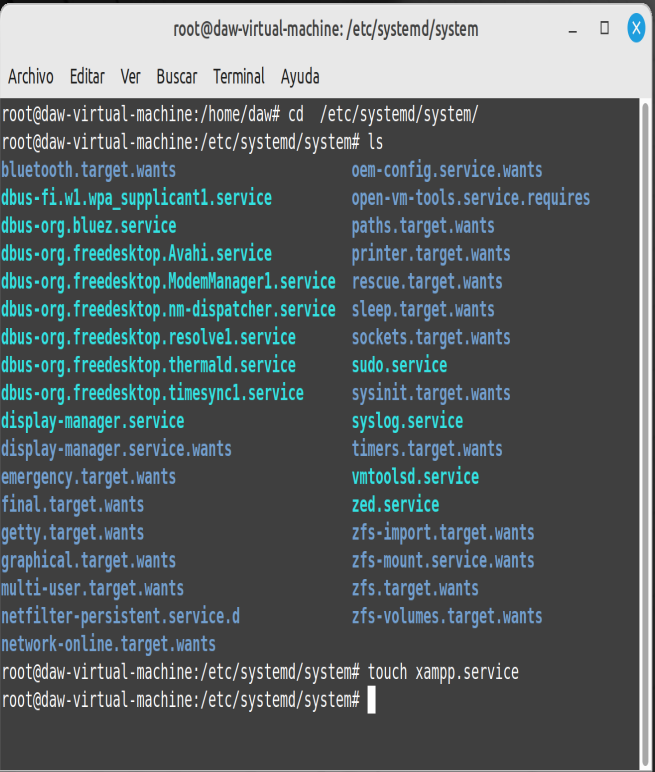 root@daw-virtual-machine: /etc/systemd/system
Archivo Editar Ver Buscar Terminal Ayuda
root@daw-virtual-machine:/home/daw# cd  /etc/systemd/system/
root@daw-virtual-machine:/etc/systemd/system# ls
bluetooth.target.wants oem-config.service.wants
dbus-fi.w1.wpa_supplicant1.service open-vm-tools.service.requires
dbus-org.bluez.service paths.target.wants
dbus-org.freedesktop.Avahi.service printer.target.wants
dbus-org.freedesktop.ModemManager1.service rescue.target.wants
dbus-org.freedesktop.nm-dispatcher.service sleep.target.wants
dbus-org.freedesktop.resolve1.service sockets.target.wants
dbus-org.freedesktop.thermald.service sudo.service
dbus-org.freedesktop.timesync1.service sysinit.target.wants
display-manager.service syslog.service
display-manager.service.wants timers.target.wants
emergency.target.wants vmtoolsd.service
final.target.wants zed.service
getty.target.wants zfs-import.target.wants
graphical.target.wants zfs-mount.service.wants
multi-user.target.wants zfs.target.wants
netfilter-persistent.service.d zfs-volumes.target.wants
network-online.target.wants
root@daw-virtual-machine:/etc/systemd/system# touch xampp.service
root@daw-virtual-machine:/etc/systemd/system#